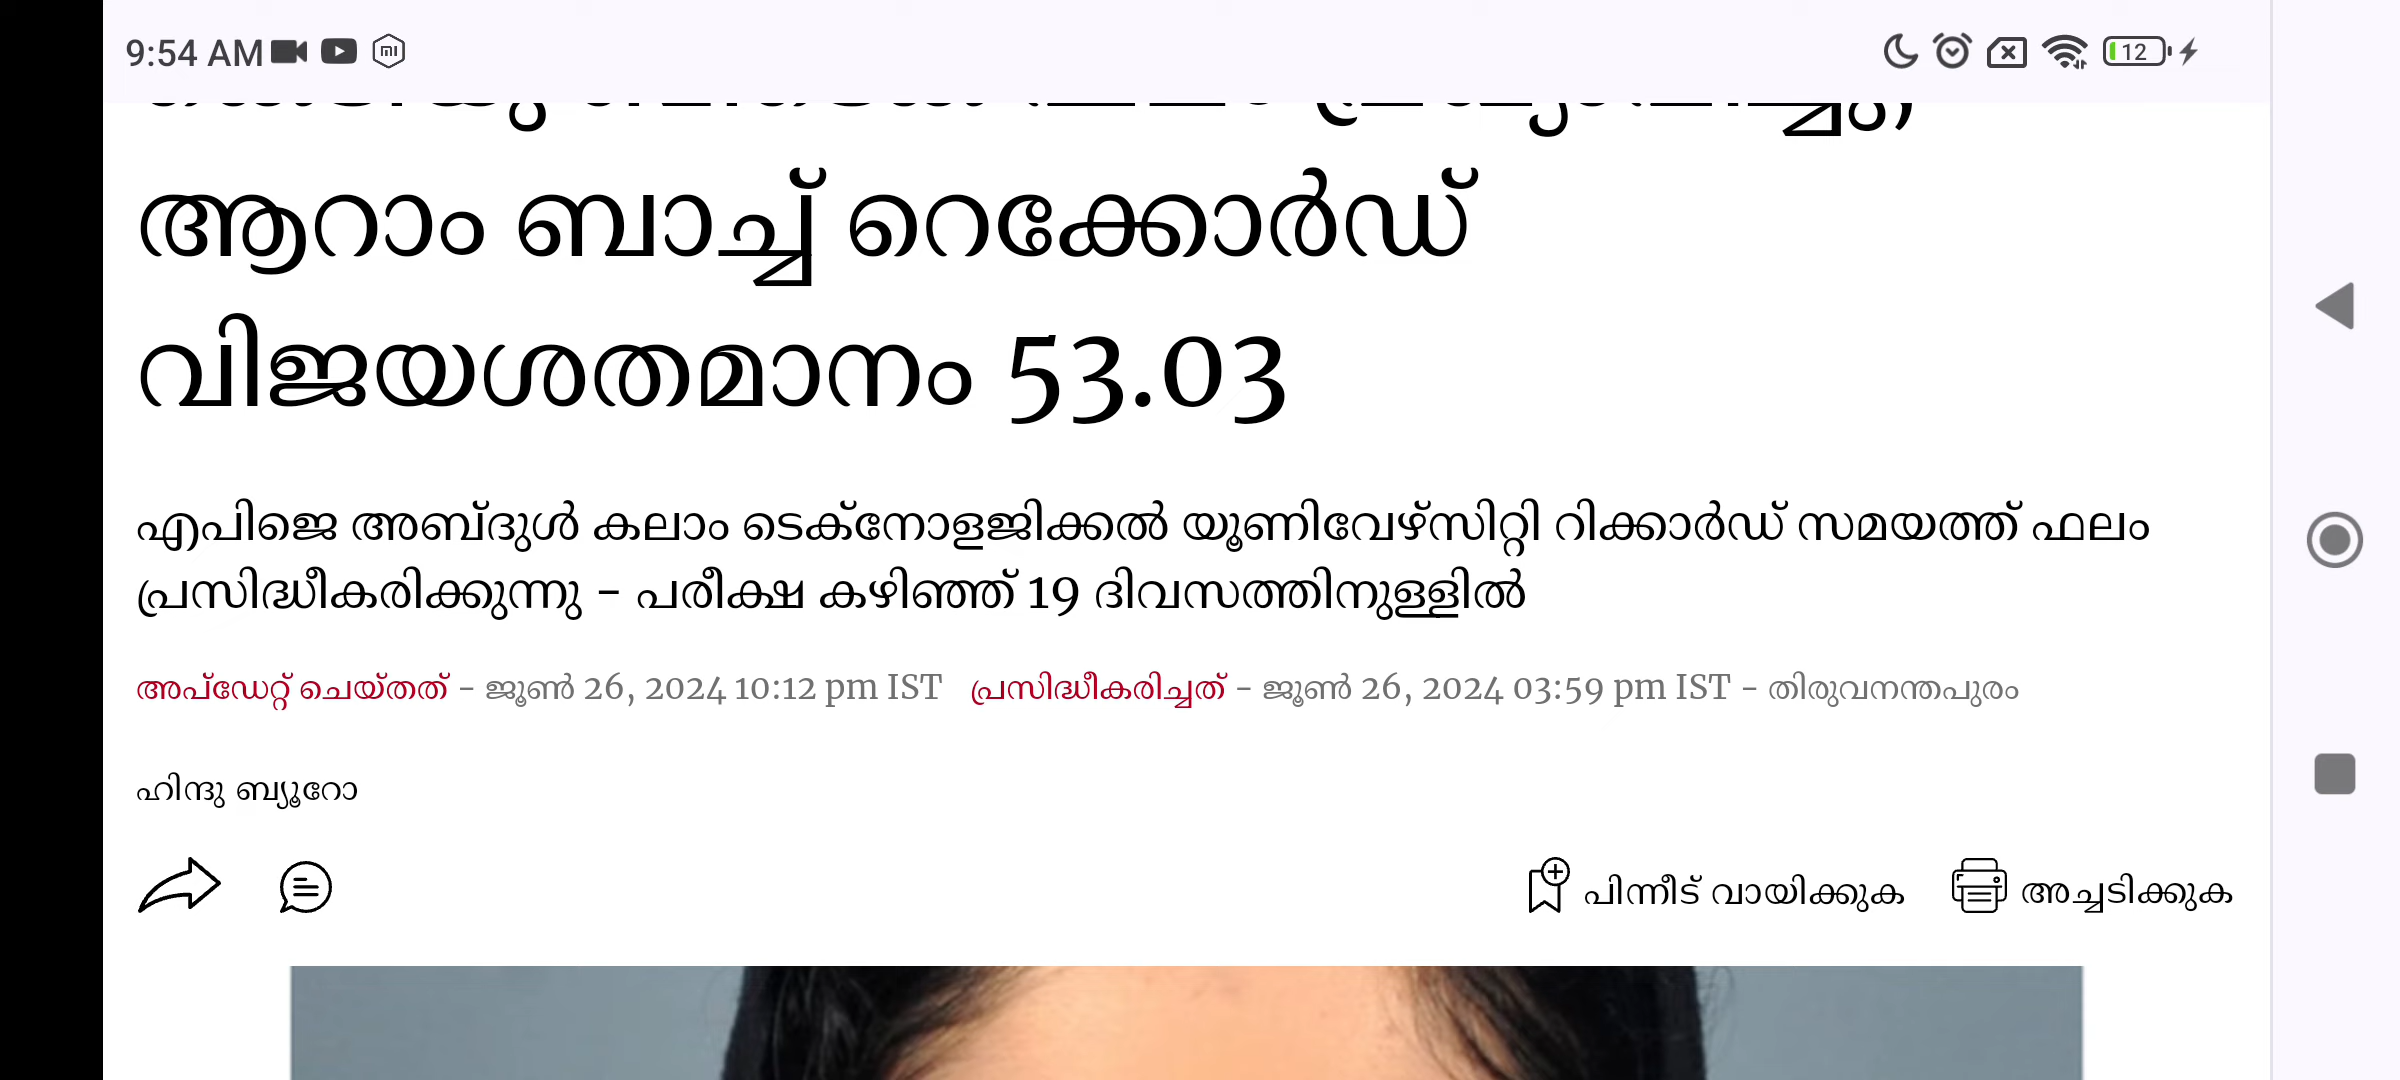 9:54 AM
12
ആറാം ബാച്ച് റെക്കോർഡ്
വിജയശതമാനം 53.03
എപിജെ അബ്ദുൾ കലാം ടെക്നോളജിക്കൽ യൂണിവേഴ്സിറ്റി റിക്കാർഡ് സമയത്ത് ഫലം
പ്രസിദ്ധീകരിക്കുന്നു – പരീക്ഷ കഴിഞ്ഞ് 19 ദിവസത്തിനുള്ളിൽ
അപ്ഡേറ്റ് ചെയ്തത് - ജൂൺ 26, 2024 10:12 pm IST പ്രസിദ്ധീകരിച്ചത് - ജൂൺ 26, 2024 03:59 pm IST - തിരുവനന്തപുരം
ഹിന്ദു ബ്യൂറോ
പിന്നീട് വായിക്കുക അച്ചടിക്കുക